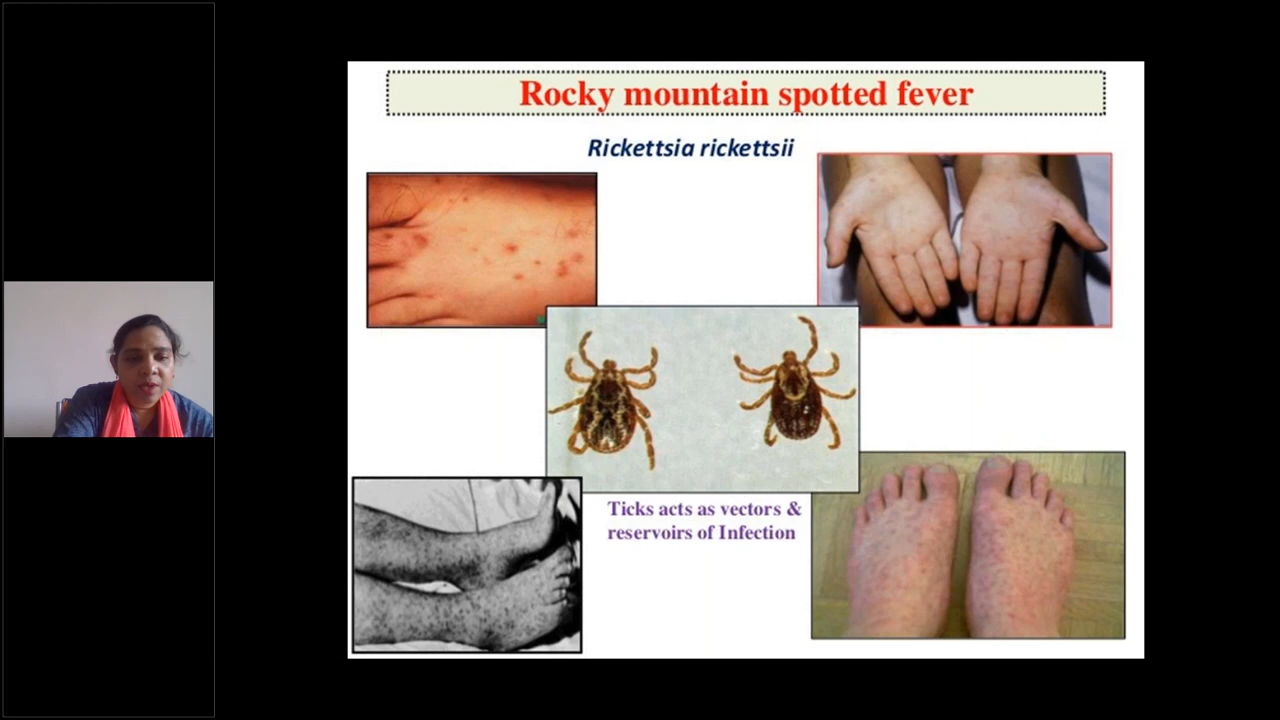 Rocky mountain spotted fever
Rickettsia rickettsii
Ticks acts as vectors &
reservoirs of Infection